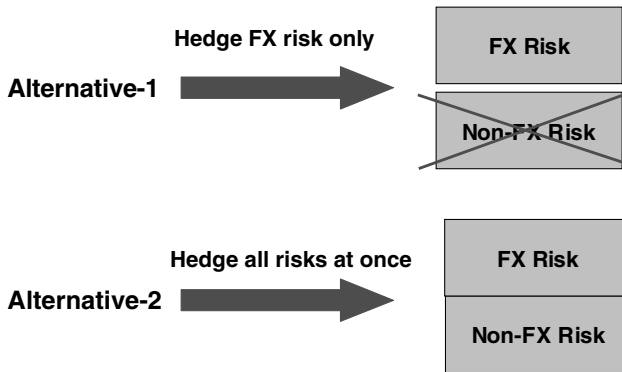 Hedge FX risk only
FX Risk
Alternative-1
Non-FX Risk
Hedge all risks at once
FX Risk
Alternative-2
Non-FX Risk